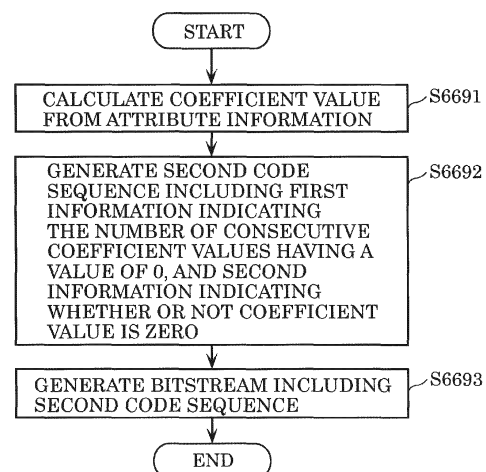 START
CALCULATE COEFFICIENT VALUE
FROM ATTRIBUTE INFORMATION
S6691
GENERATE SECOND CODE
SEQUENCE INCLUDING FIRST
INFORMATION INDICATING
THE NUMBER OF CONSECUTIVE
COEFFICIENT VALUES HAVING A
VALUE OF 0, AND SECOND
INFORMATION INDICATING
WHETHER OR NOT COEFFICIENT
VALUE IS ZERO
S6692
GENERATE BITSTREAM INCLUDING
SECOND CODE SEQUENCE
S6693
END